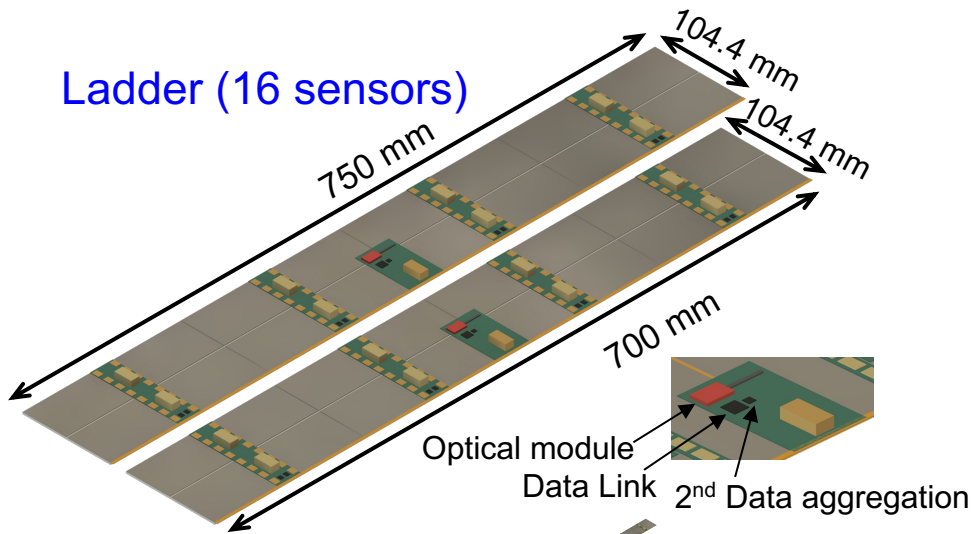 104.4 mm
Ladder (16 sensors)
104.4 mm
750 mm
700 mm
Optical module
Data Link
2nd Data aggregation